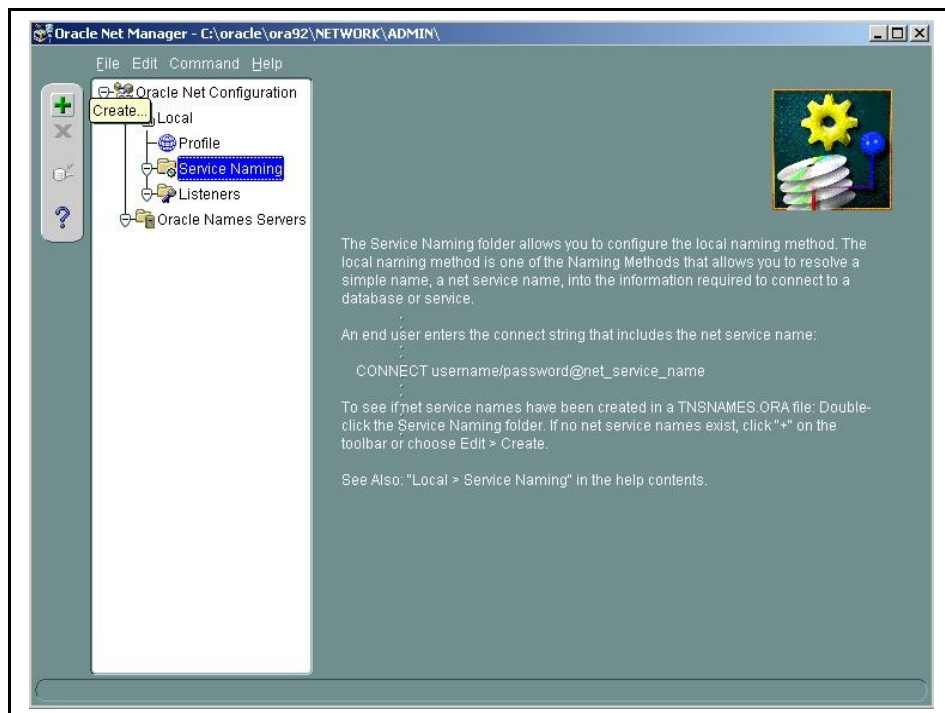 Oracle Net Manager - C:\oracle\ora92\NETWORK\ADMIN\
File Edit Command Help
Oracle Net Configuration
Create...
Local
Profile
Service Naming
Listeners
Oracle Names Servers
The Service Naming folder allows you to configure the local naming method. The
local naming method is one of the Naming Methods that allows you to resolve a
simple name, a net service name, into the information required to connect to a
database or service.
An end user enters the connect string that includes the net service name:
CONNECT username/password@net_service_name
To see if net service names have been created in a TNSNAMES.ORA file: Double-
click the Service Naming folder. If no net service names exist, click "+" on the
toolbar or choose Edit > Create.
See Also: "Local > Service Naming" in the help contents.